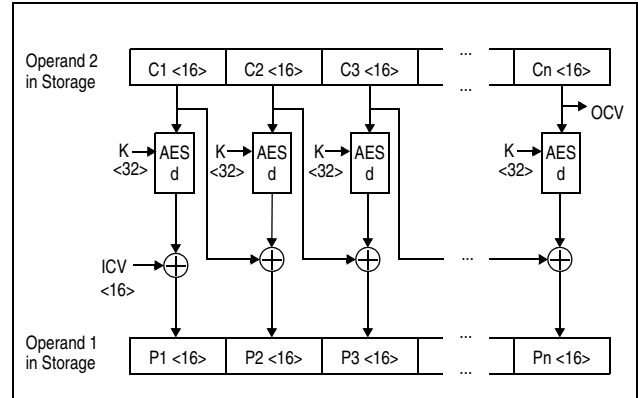 Operand 2
in Storage
C1 <16> C2 <16> C3 <16> ... ... Cn <16>
OCV
K
<32>
AES
d
K
<32>
AES
d
K
<32>
AES
d
K
<32>
AES
d
ICV
<16>
...
Operand 1
in Storage
P1 <16> P2 <16> P3 <16> ... ... Pn <16>